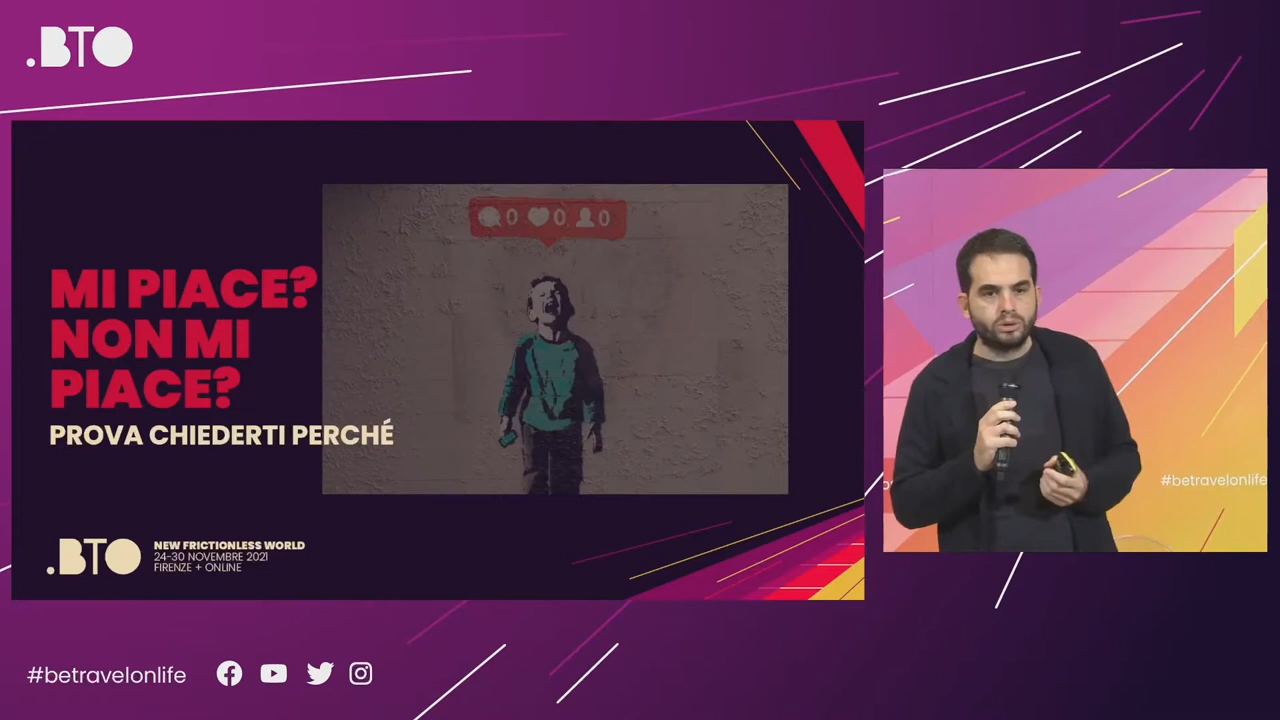 .BTO
0 0 0
MI PIACE?
NON MI
PIACE?
PROVA CHIEDERTI PERCHÉ
.BTO
NEW FRICTIONLESS WORLD
24-30 NOVEMBRE 2021
FIRENZE + ONLINE
#betravelonlife
#betravelonlife